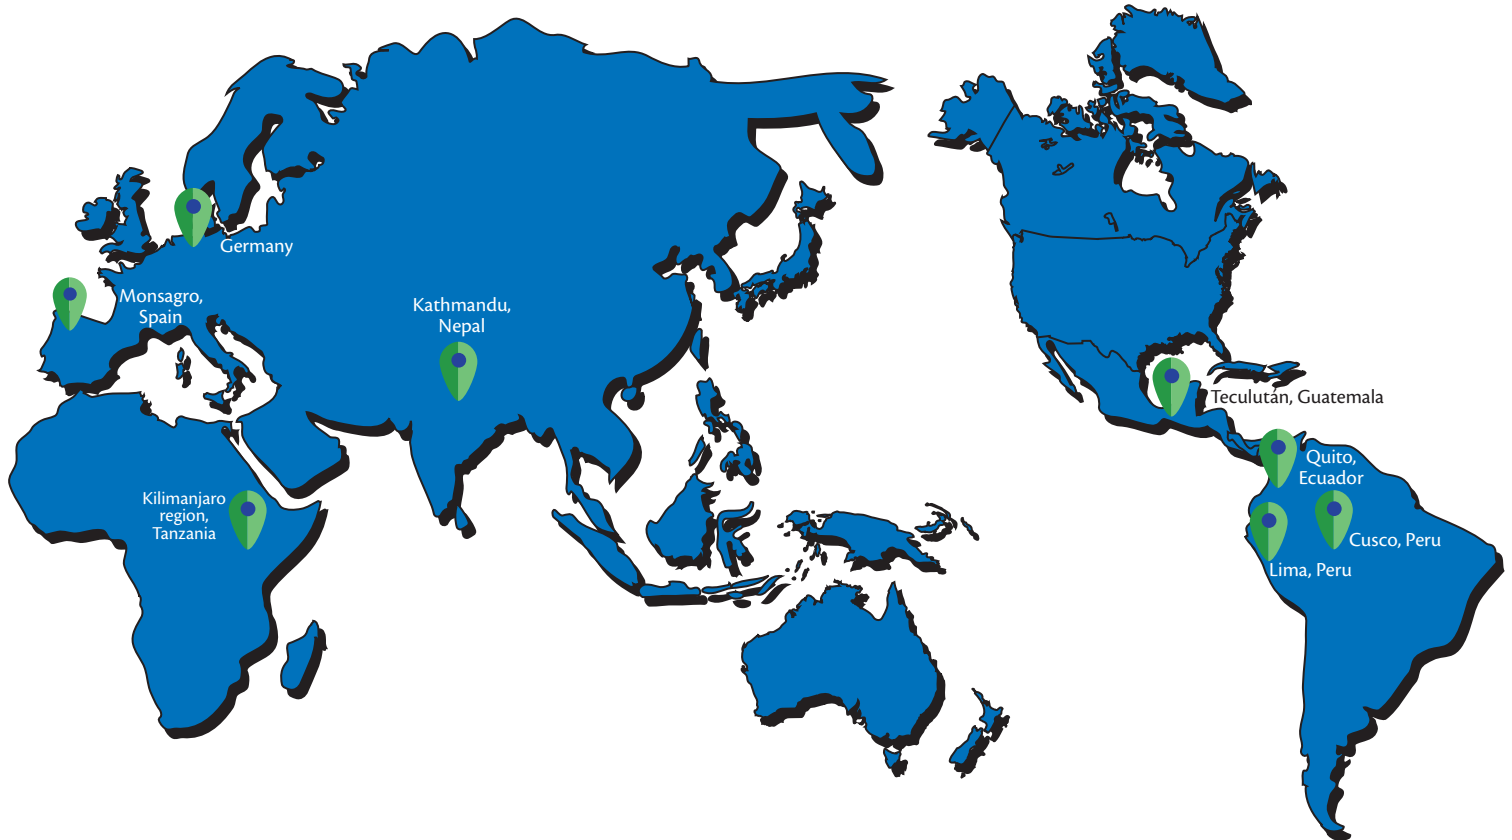 Germany
Monsagro,
Spain
Kathmandu,
Nepal
Teculután, Guatemala
Quito,
Ecuador
Kilimanjaro
region,
Tanzania
Cusco, Peru
Lima, Peru